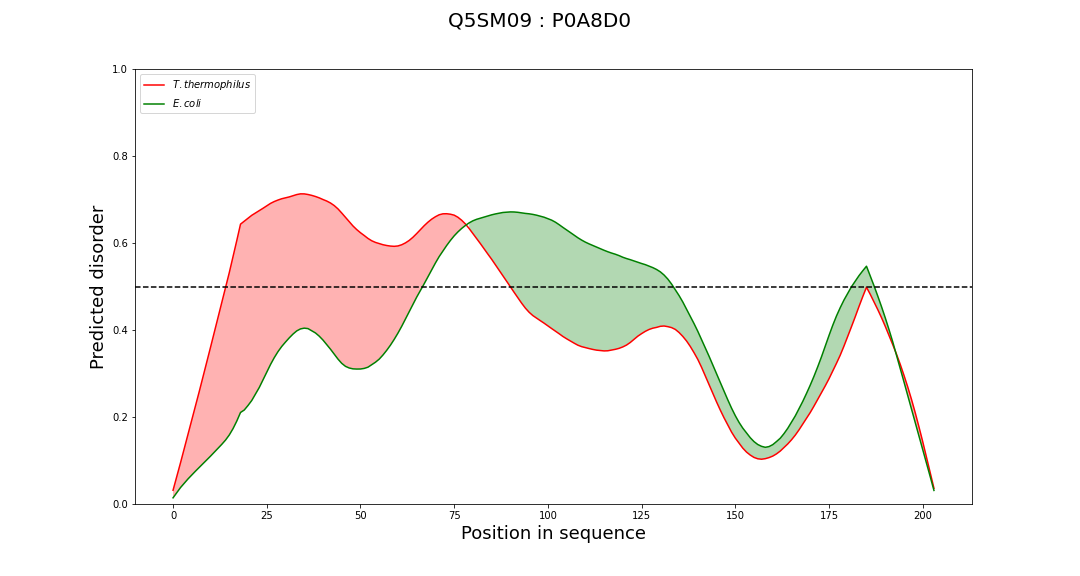 Q5SM09 : P0A8D0
T.thermophilus
E.coli
1.0
0.8
0.6
0.4
0.2
0.0
Predicted disorder
0 25 50 75 100 125 150 175 200
Position in sequence